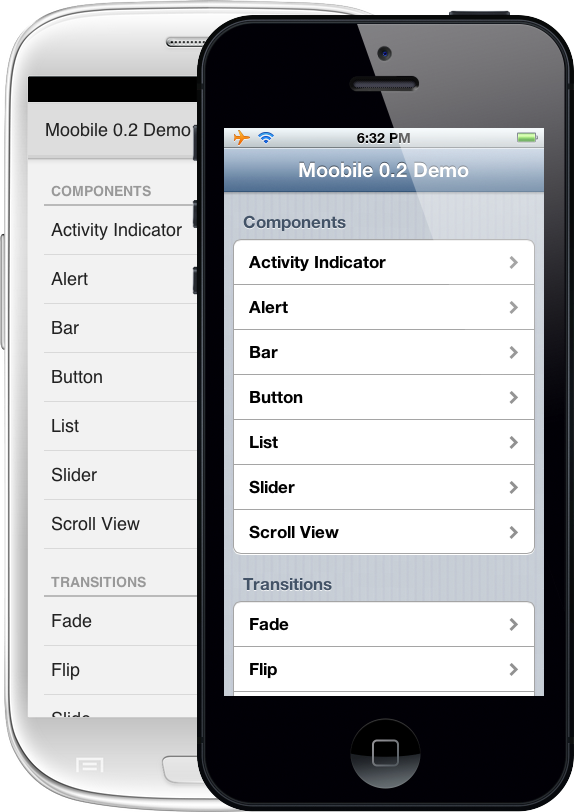 Moobile 0.2 Demo
COMPONENTS
Activity Indicator
Alert
Bar
Button
List
Slider
Scroll View
TRANSITIONS
Fade
Flip
Slide
6:32 PM
Moobile 0.2 Demo
Components
Activity Indicator
Alert
Bar
Button
List
Slider
Scroll View
Transitions
Fade
Flip